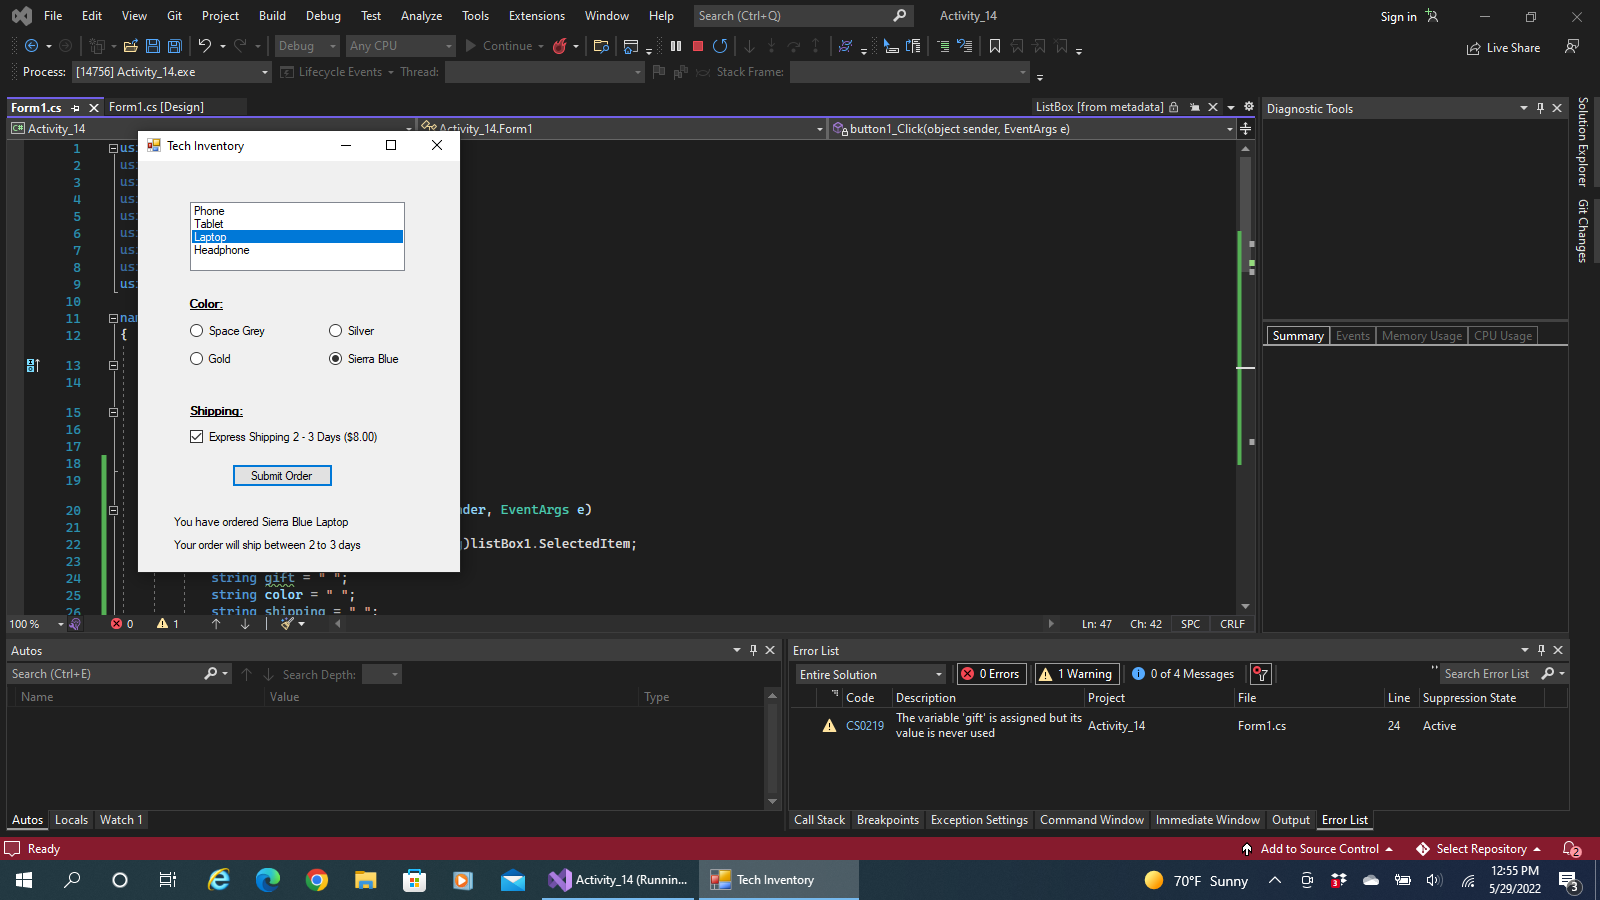 File Edit View Git Project Build Debug Test Analyze Tools Extensions Window Help Search (Ctrl+Q) Activity_14 Sign in
Debug Any CPU Continue Live Share
Process: [14756] Activity_14.exe Lifecycle Events Thread: Stack Frame:
Form1.cs Form1.cs [Design] ListBox [from metadata] Diagnostic Tools
Activity_14 Activity_14.Form1 button1_Click(object sender, EventArgs e)
Solution Explorer
Git Changes
Tech Inventory
Phone
Tablet
Laptop
Headphone
Color:
Space Grey Silver
Gold Sierra Blue
Shipping:
Express Shipping 2 - 3 Days ($8.00)
Submit Order
You have ordered Sierra Blue Laptop
Your order will ship between 2 to 3 days
1 us
2 us
3 us
4 us
5 us
6 us
7 us
8 us
9 us
10
11 na
12 {
13
14
15
16
17
18
19
20 der, EventArgs e)
21
22 )listBox1.SelectedItem;
23
24 string gift = " ";
25 string color = " ";
26 string shipping = " ";
Summary Events Memory Usage CPU Usage
100 % 0 1 Ln: 47 Ch: 42 SPC CRLF
Autos
Search (Ctrl+E) Search Depth:
Name Value Type
Autos Locals Watch 1
Error List
Entire Solution 0 Errors 1 Warning 0 of 4 Messages Search Error List
Code Description Project File Line Suppression State
CS0219 The variable 'gift' is assigned but its value is never used Activity_14 Form1.cs 24 Active
Call Stack Breakpoints Exception Settings Command Window Immediate Window Output Error List
Ready Add to Source Control Select Repository 2
Activity_14 (Runnin... Tech Inventory 70°F Sunny 3 12:55 PM
5/29/2022 3